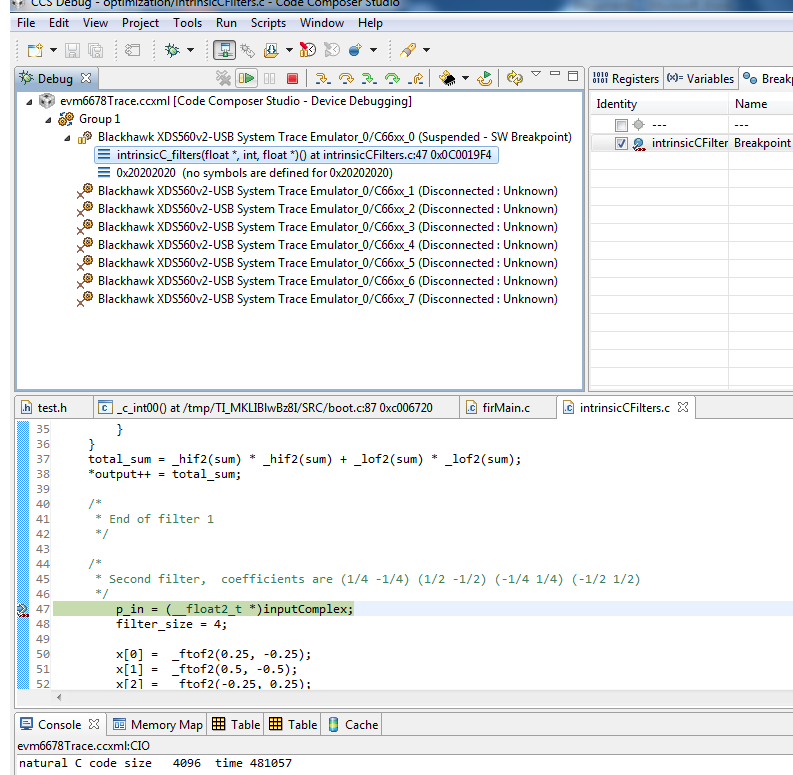 CCS Debug - optimization/intrinsicCFilters.c - Code Composer Studio
File Edit View Project Tools Run Scripts Window Help
Debug
evm6678Trace.ccxml [Code Composer Studio - Device Debugging]
Group 1
Blackhawk XDS560v2-USB System Trace Emulator_0/C66xx_0 (Suspended - SW Breakpoint)
intrinsicC_filters(float *, int, float *)() at intrinsicCFilters.c:47 0x0C0019F4
0x20202020 (no symbols are defined for 0x20202020)
Blackhawk XDS560v2-USB System Trace Emulator_0/C66xx_1 (Disconnected : Unknown)
Blackhawk XDS560v2-USB System Trace Emulator_0/C66xx_2 (Disconnected : Unknown)
Blackhawk XDS560v2-USB System Trace Emulator_0/C66xx_3 (Disconnected : Unknown)
Blackhawk XDS560v2-USB System Trace Emulator_0/C66xx_4 (Disconnected : Unknown)
Blackhawk XDS560v2-USB System Trace Emulator_0/C66xx_5 (Disconnected : Unknown)
Blackhawk XDS560v2-USB System Trace Emulator_0/C66xx_6 (Disconnected : Unknown)
Blackhawk XDS560v2-USB System Trace Emulator_0/C66xx_7 (Disconnected : Unknown)
1010 0101 Registers (x)= Variables Breakp
Identity Name
--- ---
intrinsicCFilter Breakpoint
test.h _c_int00() at /tmp/TI_MKLIBlwBz8I/SRC/boot.c:87 0xc006720 firMain.c intrinsicCFilters.c
35 }
36 }
37 total_sum = _hif2(sum) * _hif2(sum) + _lof2(sum) * _lof2(sum);
38 *output++ = total_sum;
39
40 /*
41 * End of filter 1
42 */
43
44 /*
45 * Second filter, coefficients are (1/4 -1/4) (1/2 -1/2) (-1/4 1/4) (-1/2 1/2)
46 */
47 p_in = (__float2_t *)inputComplex;
48 filter_size = 4;
49
50 x[0] = _ftof2(0.25, -0.25);
51 x[1] = _ftof2(0.5, -0.5);
52 x[2] = _ftof2(-0.25, 0.25);
Console Memory Map Table Table Cache
evm6678Trace.ccxml:CIO
natural C code size 4096 time 481057